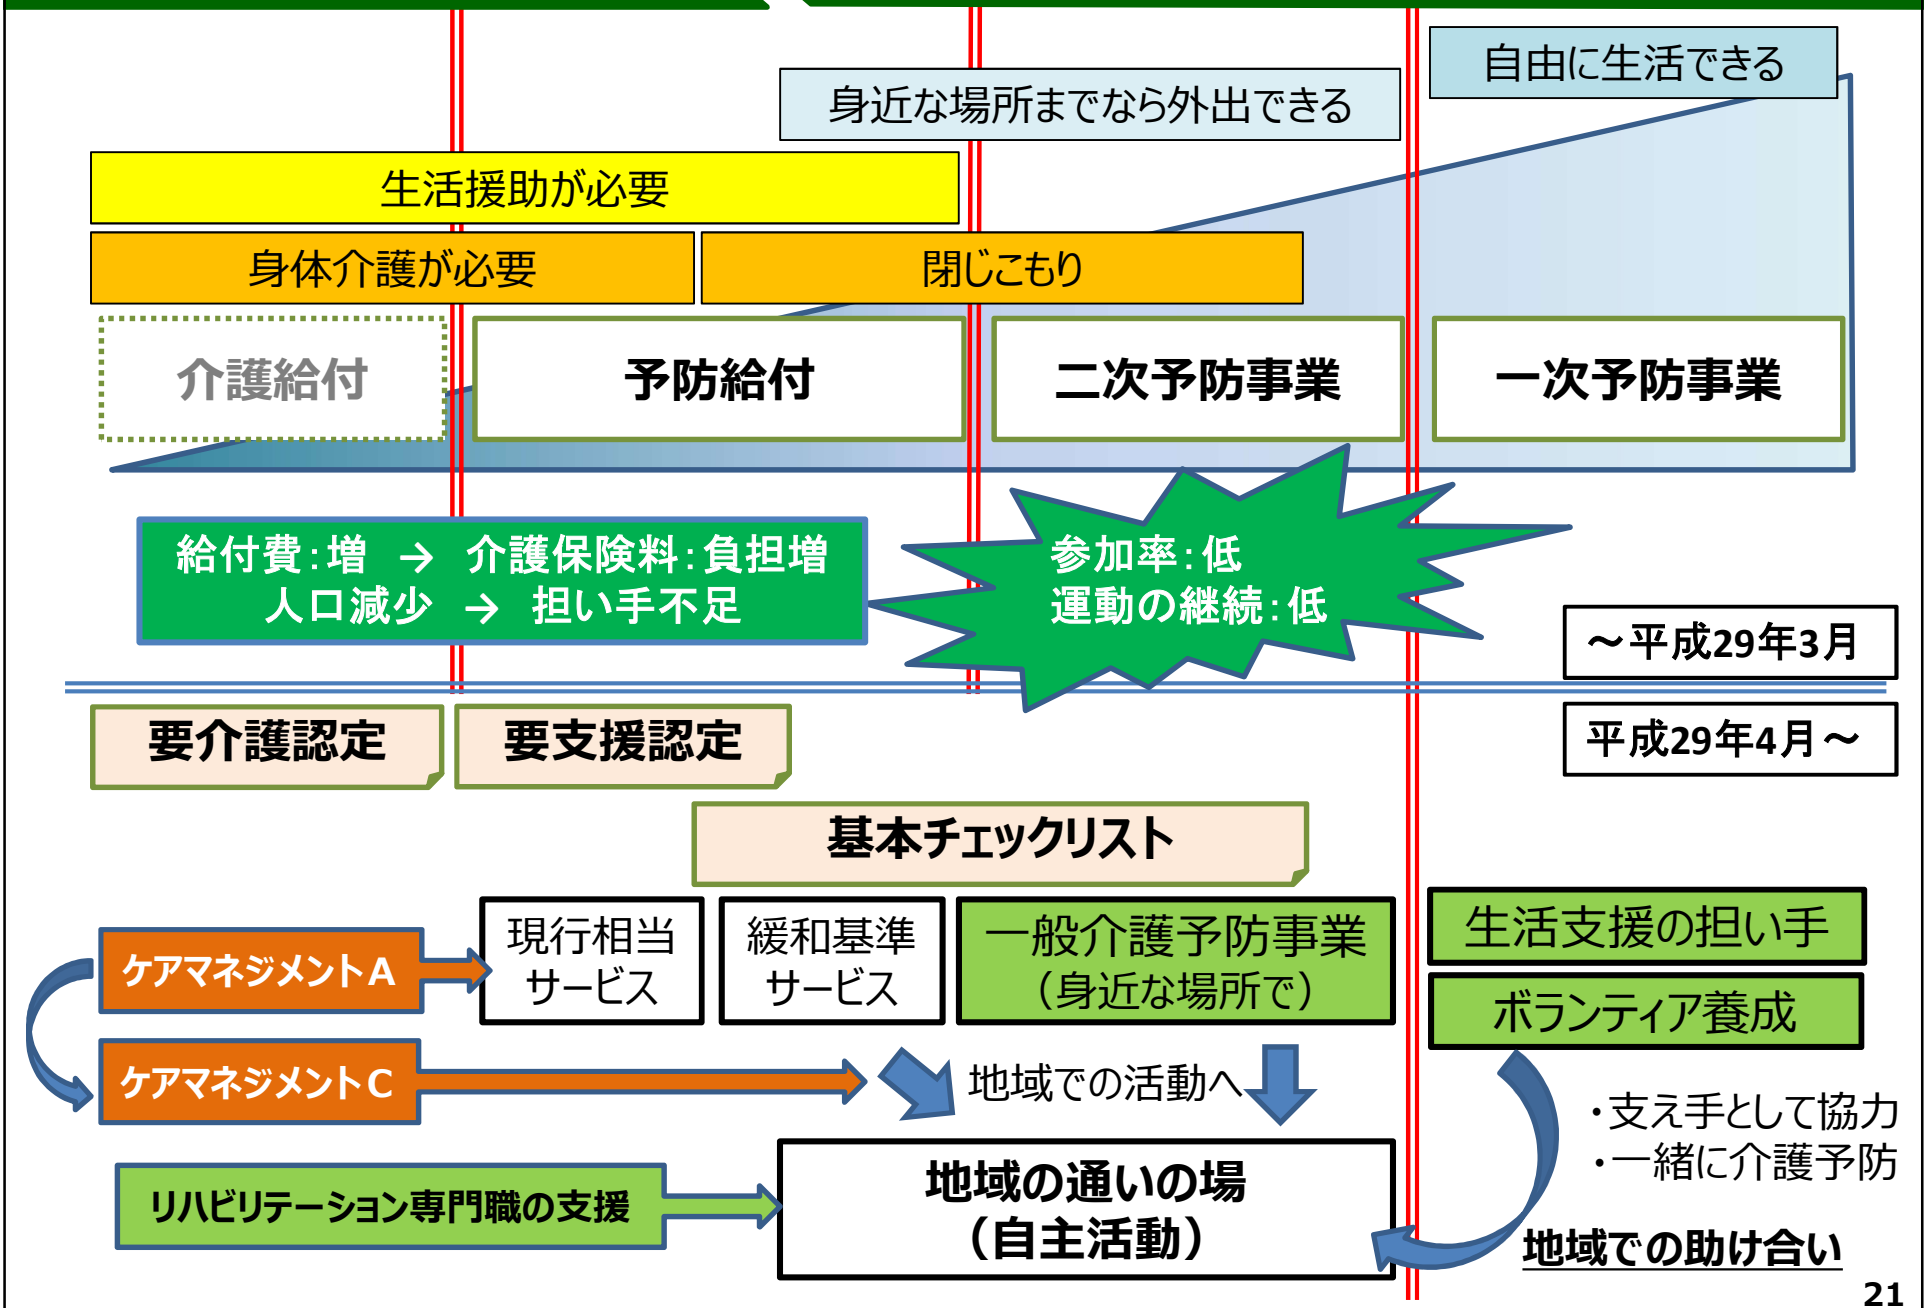 自由に生活できる
身近な場所までなら外出できる
生活援助が必要
身体介護が必要
閉じこもり
介護給付
予防給付
二次予防事業
一次予防事業
給付費:増 → 介護保険料:負担増
人口減少 → 担い手不足
参加率:低
運動の継続:低
～平成29年3月
平成29年4月～
要介護認定
要支援認定
基本チェックリスト
ケアマネジメントA
現行相当
サービス
緩和基準
サービス
一般介護予防事業
（身近な場所で）
生活支援の担い手
ボランティア養成
ケアマネジメントC
地域での活動へ
・支え手として協力
・一緒に介護予防
リハビリテーション専門職の支援
地域の通いの場
（自主活動）
地域での助け合い
21